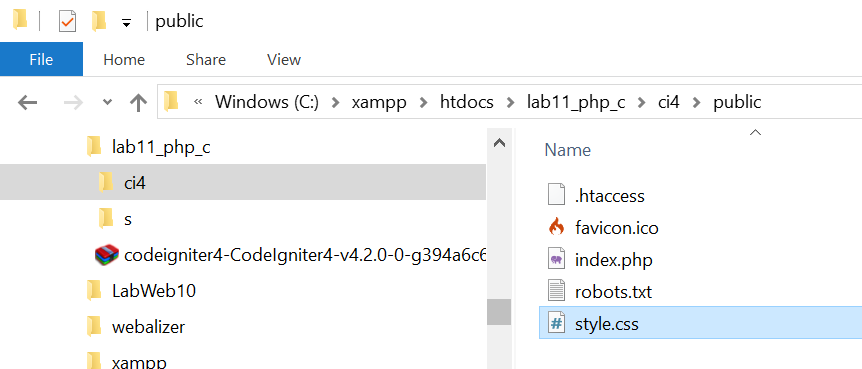 public
File Home Share View
« Windows (C:) > xampp > htdocs > lab11_php_c > ci4 > public
lab11_php_c
ci4
s
codeigniter4-CodeIgniter4-v4.2.0-0-g394a6c6
LabWeb10
webalizer
xampp
Name
.htaccess
favicon.ico
index.php
robots.txt
style.css